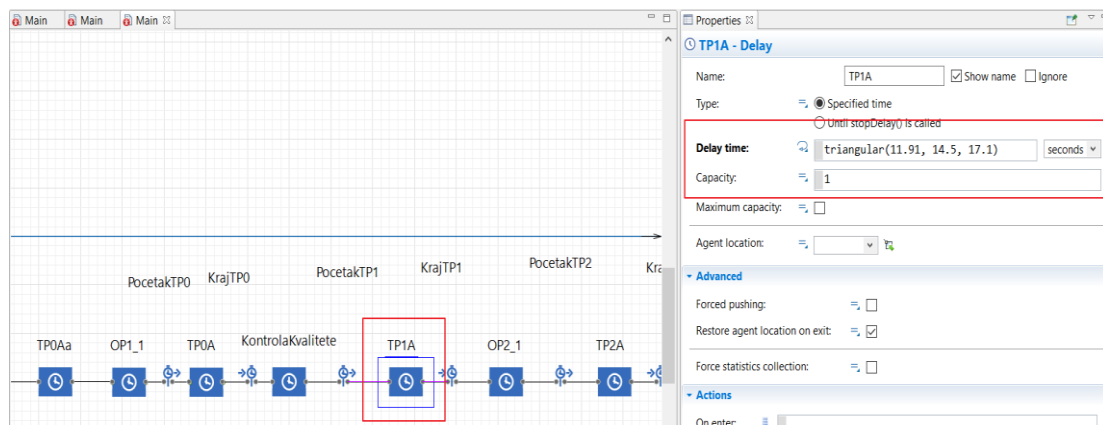 Main Main Main
PocetakTP0 KrajTP0 PocetakTP1 KrajTP1 PocetakTP2
TP0Aa OP1_1 TP0A KontrolaKvalitete TP1A OP2_1 TP2A
Properties
TP1A - Delay
Name: TP1A Show name Ignore
Type: Specified time
Until stopDelay() is called
Delay time: triangular(11.91, 14.5, 17.1) seconds
Capacity: 1
Maximum capacity:
Agent location:
Advanced
Forced pushing:
Restore agent location on exit:
Force statistics collection:
Actions
On enter: